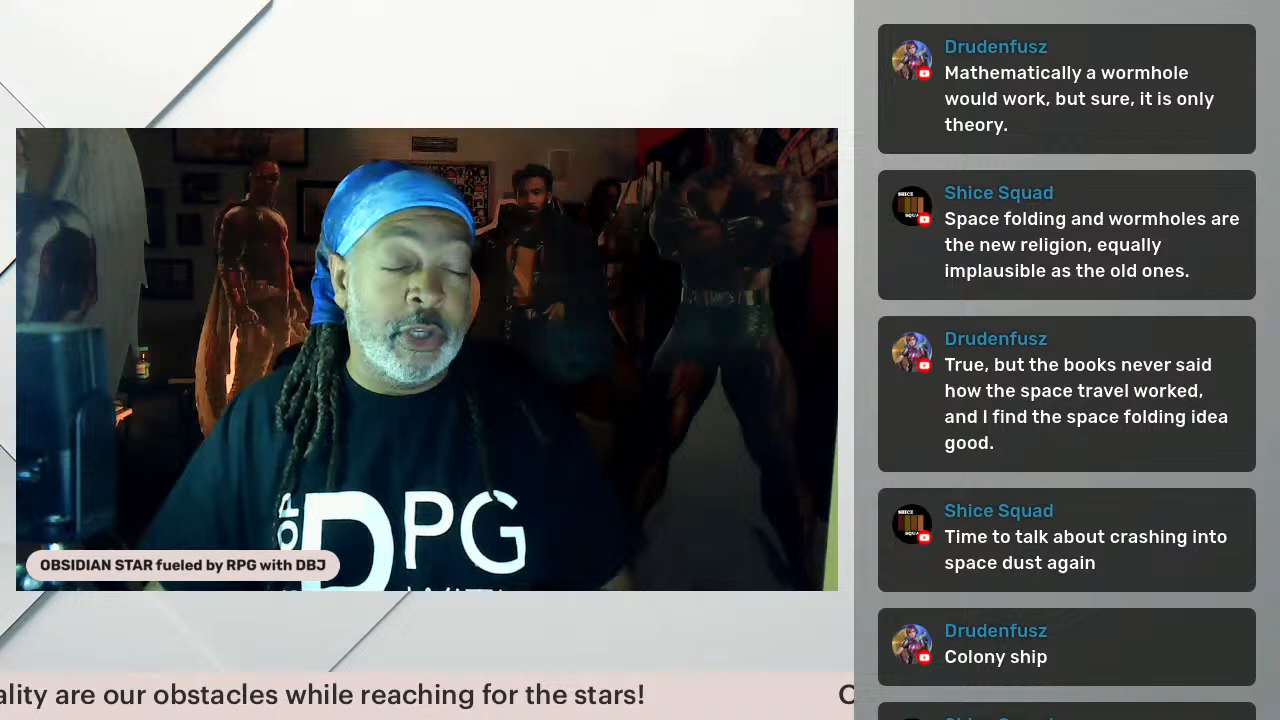 Drudenfusz
Mathematically a wormhole
would work, but sure, it is only
theory.
Shice Squad
Space folding and wormholes are
the new religion, equally
implausible as the old ones.
Drudenfusz
True, but the books never said
how the space travel worked,
and I find the space folding idea
good.
Shice Squad
Time to talk about crashing into
space dust again
Drudenfusz
Colony ship
DPG
OBSIDIAN STAR fueled by RPG with DBJ
ality are our obstacles while reaching for the stars!